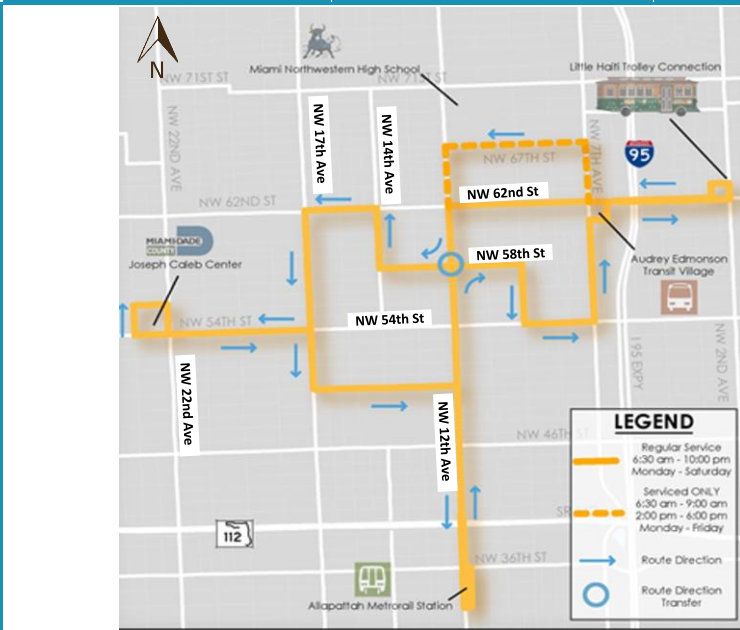 N
NW 71ST ST
Miami Northwestern High School
NW 71ST ST
Little Haiti Trolley Connection
NW 22ND AVE
NW 17th Ave
NW 14th Ave
NW 67TH ST
NW 7TH AVE
95
NW 62ND ST
NW 62nd St
MIAMI-DADE
COUNTY
Joseph Caleb Center
NW 58th St
Audrey Edmonson
Transit Village
NW 54TH ST
NW 54th St
NW 22nd Ave
I95 EXPY
NW 2ND AVE
NW 12th Ave
NW 46TH
LEGEND
Regular Service
6:30 am - 10:00 pm
Monday - Saturday
Serviced ONLY
6:30 am - 9:00 am
2:00 pm - 6:00 pm
Monday - Friday
Route Direction
Route Direction
Transfer
SR
112
NW 36TH ST
Allapattah Metrorail Station